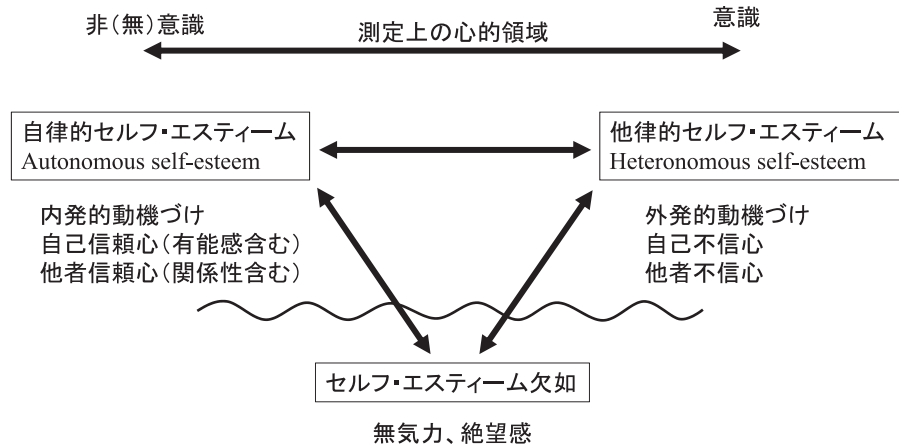 非(無)意識
測定上の心的領域
意識
自律的セルフ・エスティーム
Autonomous self-esteem
他律的セルフ・エスティーム
Heteronomous self-esteem
内発的動機づけ
自己信頼心(有能感含む)
他者信頼心(関係性含む)
外発的動機づけ
自己不信心
他者不信心
セルフ・エスティーム欠如
無気力、絶望感